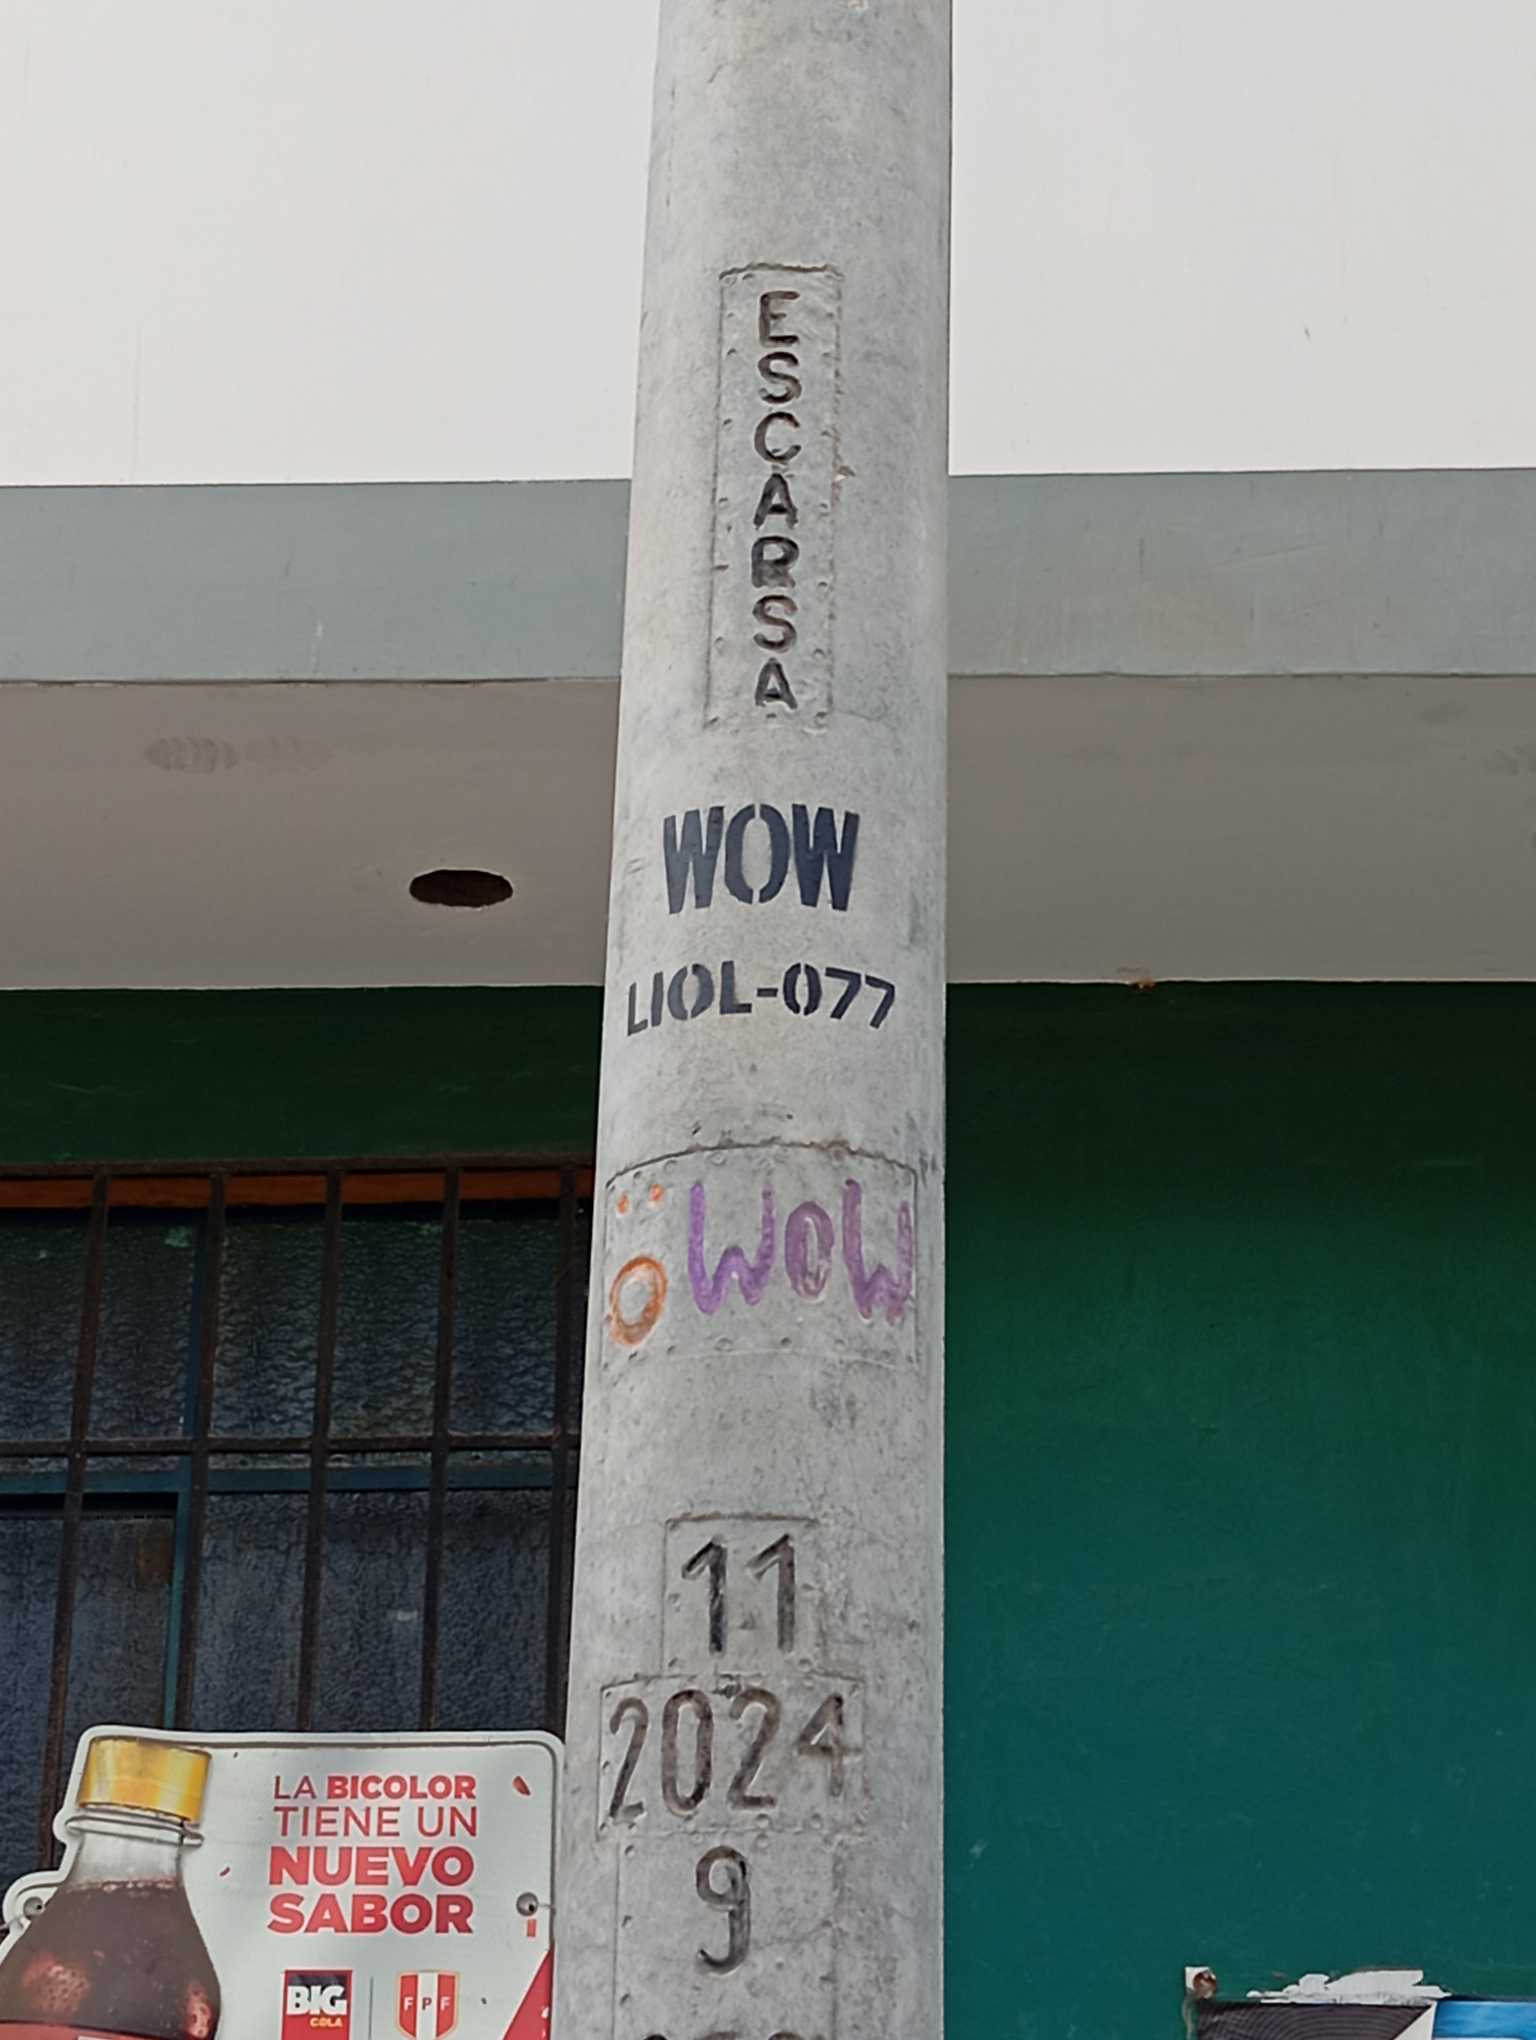 ESCARSA
WOW
LIOL-077
WOW
11
2024
9
LA BICOLOR
TIENE UN
NUEVO
SABOR
BIG
COLA
FPF